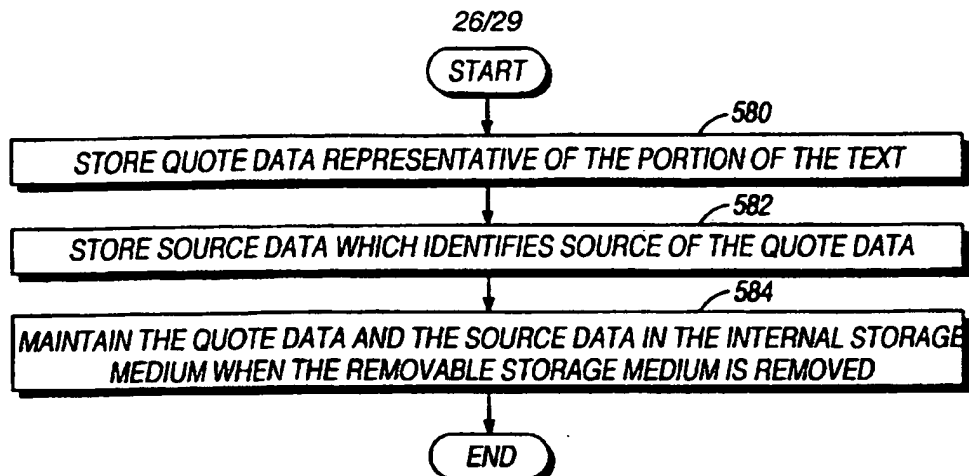 26/29
START
580
STORE QUOTE DATA REPRESENTATIVE OF THE PORTION OF THE TEXT
582
STORE SOURCE DATA WHICH IDENTIFIES SOURCE OF THE QUOTE DATA
584
MAINTAIN THE QUOTE DATA AND THE SOURCE DATA IN THE INTERNAL STORAGE
MEDIUM WHEN THE REMOVABLE STORAGE MEDIUM IS REMOVED
END